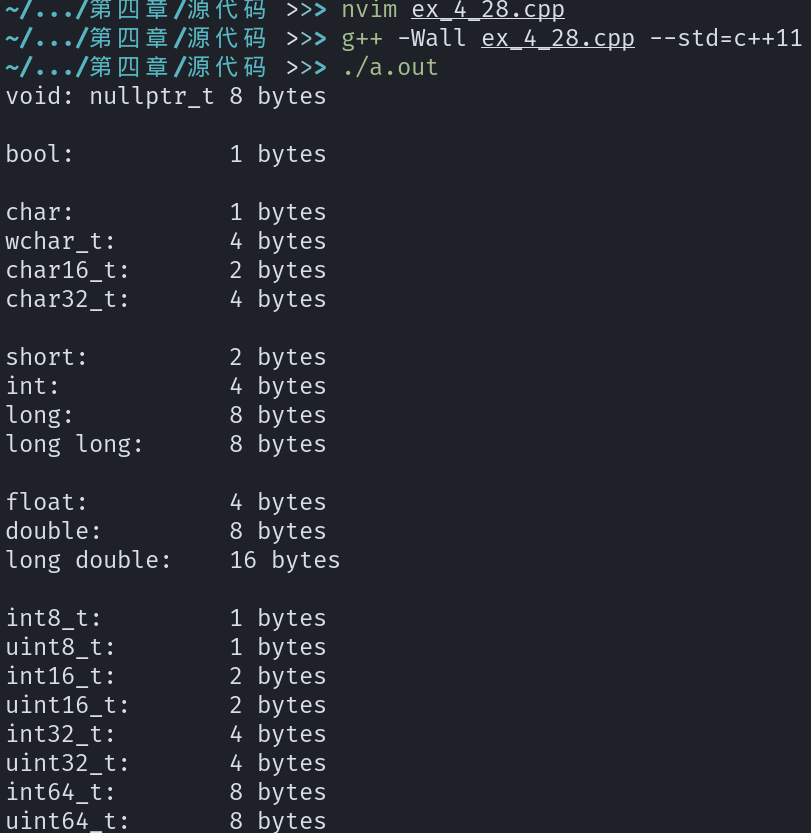 ~/.../第四章/源代码 >>> nvim ex_4_28.cpp
~/.../第四章/源代码 >>> g++ -Wall ex_4_28.cpp --std=c++11
~/.../第四章/源代码 >>> ./a.out
void: nullptr_t 8 bytes
bool: 1 bytes
char: 1 bytes
wchar_t: 4 bytes
char16_t: 2 bytes
char32_t: 4 bytes
short: 2 bytes
int: 4 bytes
long: 8 bytes
long long: 8 bytes
float: 4 bytes
double: 8 bytes
long double: 16 bytes
int8_t: 1 bytes
uint8_t: 1 bytes
int16_t: 2 bytes
uint16_t: 2 bytes
int32_t: 4 bytes
uint32_t: 4 bytes
int64_t: 8 bytes
uint64_t: 8 bytes